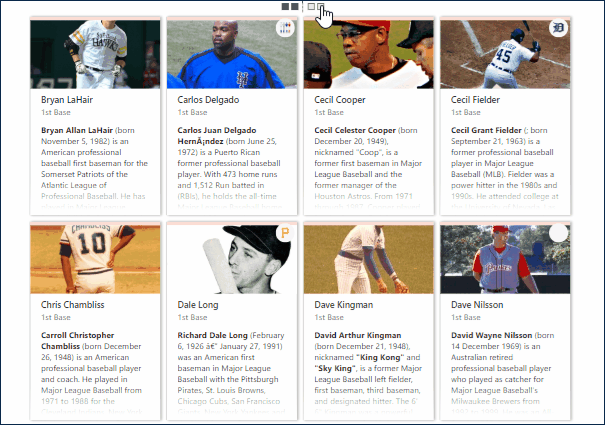 Bryan LaHair
1st Base
Bryan Allan LaHair (born
November 5, 1982) is an
American professional
baseball first baseman for the
Somerset Patriots of the
Atlantic League of
Professional Baseball. He has
HAWKS
Carlos Delgado
1st Base
Carlos Juan Delgado
HernÃ¡ndez (born June 25,
1972) is a Puerto Rican
former professional baseball
player. With 473 home runs
and 1,512 Run batted in
(RBIs), he holds the all-time
Cecil Cooper
1st Base
Cecil Celester Cooper (born
December 20, 1949),
nicknamed "Coop", is a
former first baseman in Major
League Baseball and the
former manager of the
Houston Astros. From 1971
D
45
Cecil Fielder
1st Base
Cecil Grant Fielder (; born
September 21, 1963) is a
former professional baseball
player in Major League
Baseball (MLB). Fielder was a
power hitter in the 1980s and
1990s. He attended college at
CHAMBLISS
10
Chris Chambliss
1st Base
Carroll Christopher
Chambliss (born December
26, 1948) is an American
professional baseball player
and coach. He played in
Major League Baseball from
1971 to 1988 for the
P
Dale Long
1st Base
Richard Dale Long (February
6, 1926 â€" January 27, 1991)
was an American first
baseman in Major League
Baseball with the Pittsburgh
Pirates, St. Louis Browns,
Chicago Cubs, San Francisco
Dave Kingman
1st Base
David Arthur Kingman
(born December 21, 1948),
nicknamed "King Kong" and
"Sky King", is a former Major
League Baseball left fielder,
first baseman, third baseman,
and designated hitter. The 6'
Dave Nilsson
1st Base
David Wayne Nilsson (born
14 December 1969) is an
Australian retired
professional baseball player
who played as catcher for
Major League Baseball's
Milwaukee Brewers from